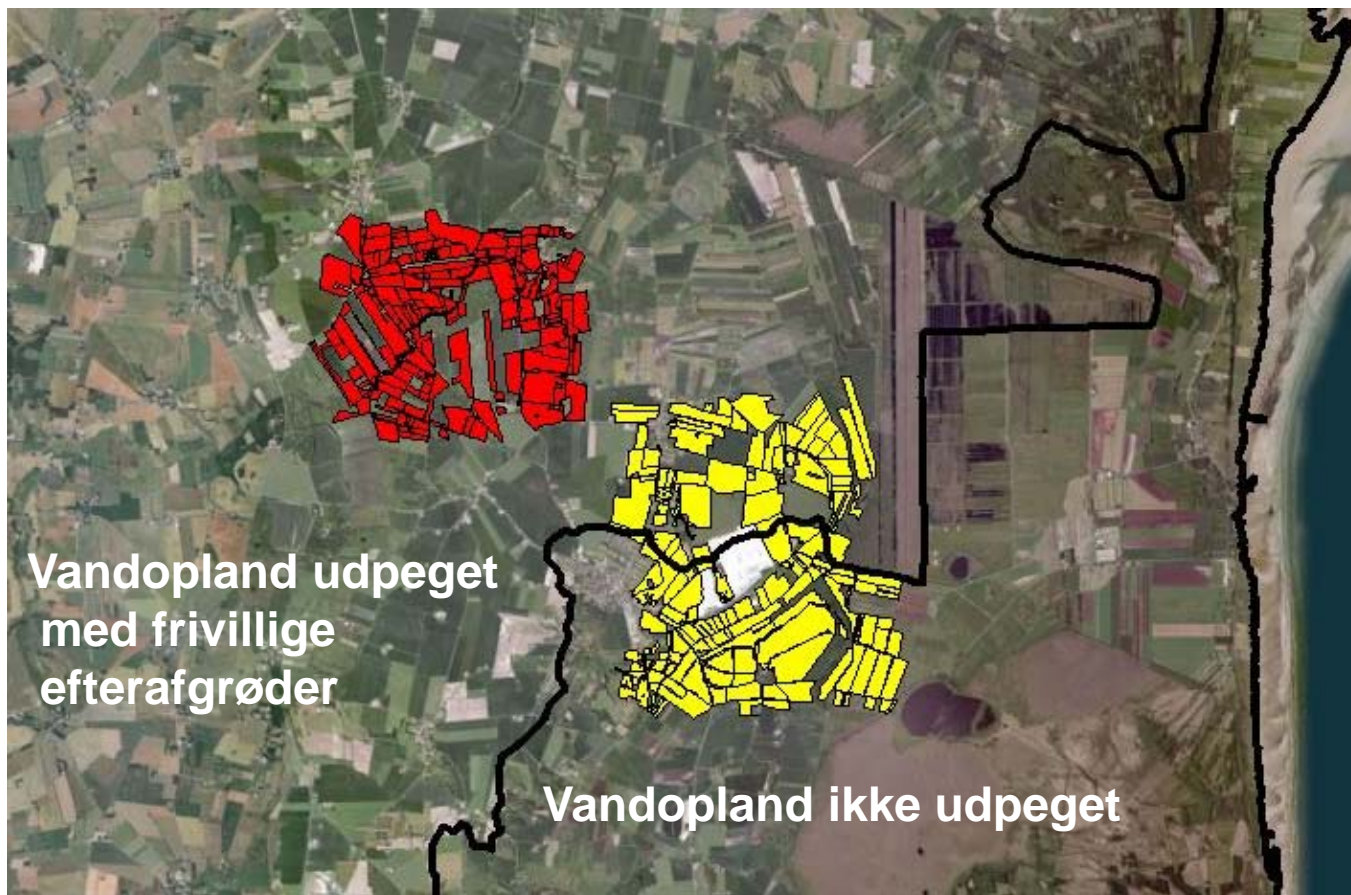 Vandopland udpeget
med frivillige
efterafgrøder
Vandopland ikke udpeget